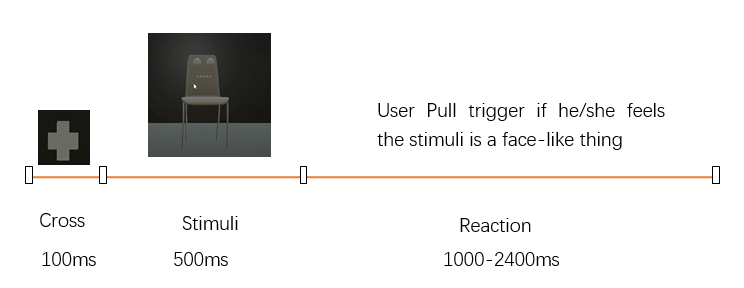 User Pull trigger if he/she feels
the stimuli is a face-like thing
Cross
Stimuli
Reaction
100ms
500ms
1000-2400ms